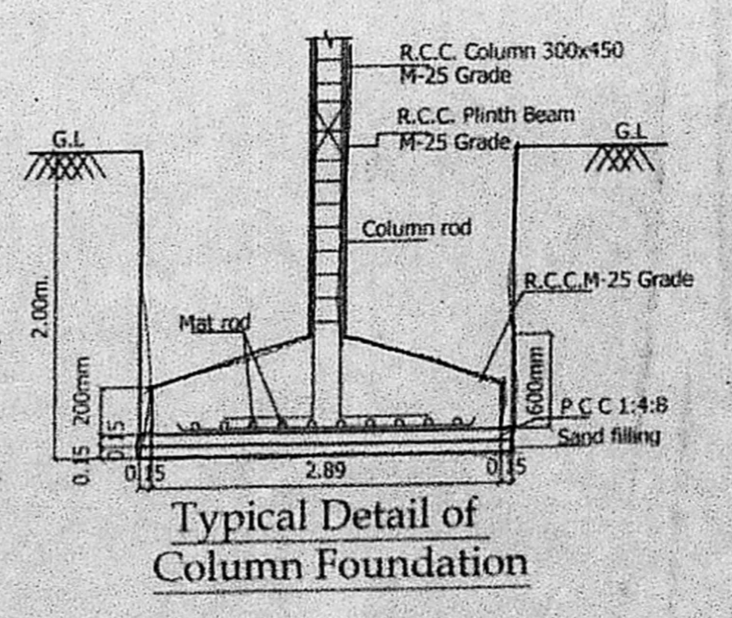 R.C.C. Column 300x450
M-25 Grade
R.C.C. Plinth Beam
M-25 Grade
G.L
G.L
Column rod
2.00m.
R.C.C.M-25 Grade
Mat rod
200mm
600mm
P C C 1:4:8
Sand filling
0.15
0.15
0.15
2.89
0.15
Typical Detail of
Column Foundation